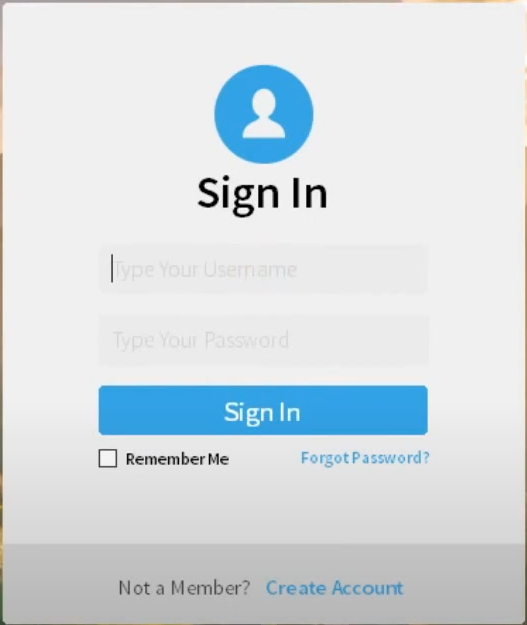 Sign In
Type Your Username
Type Your Password
Sign In
Remember Me Forgot Password?
Not a Member? Create Account